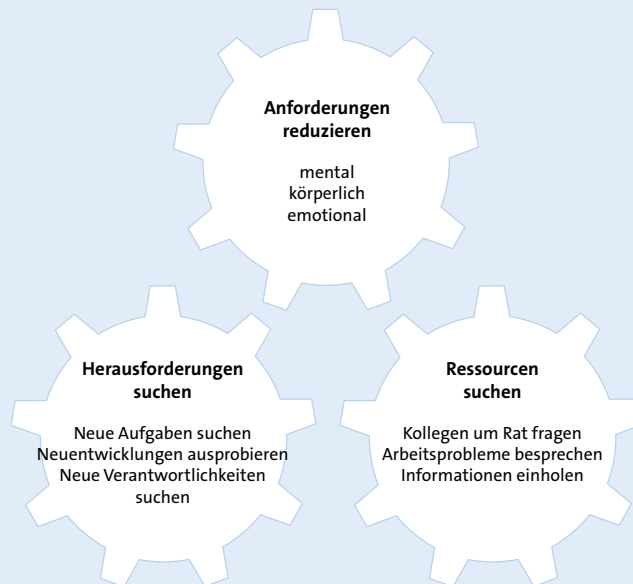 Anforderungen
reduzieren
mental
körperlich
emotional
Herausforderungen
suchen
Neue Aufgaben suchen
Neuentwicklungen ausprobieren
Neue Verantwortlichkeiten
suchen
Ressourcen
suchen
Kollegen um Rat fragen
Arbeitsprobleme besprechen
Informationen einholen